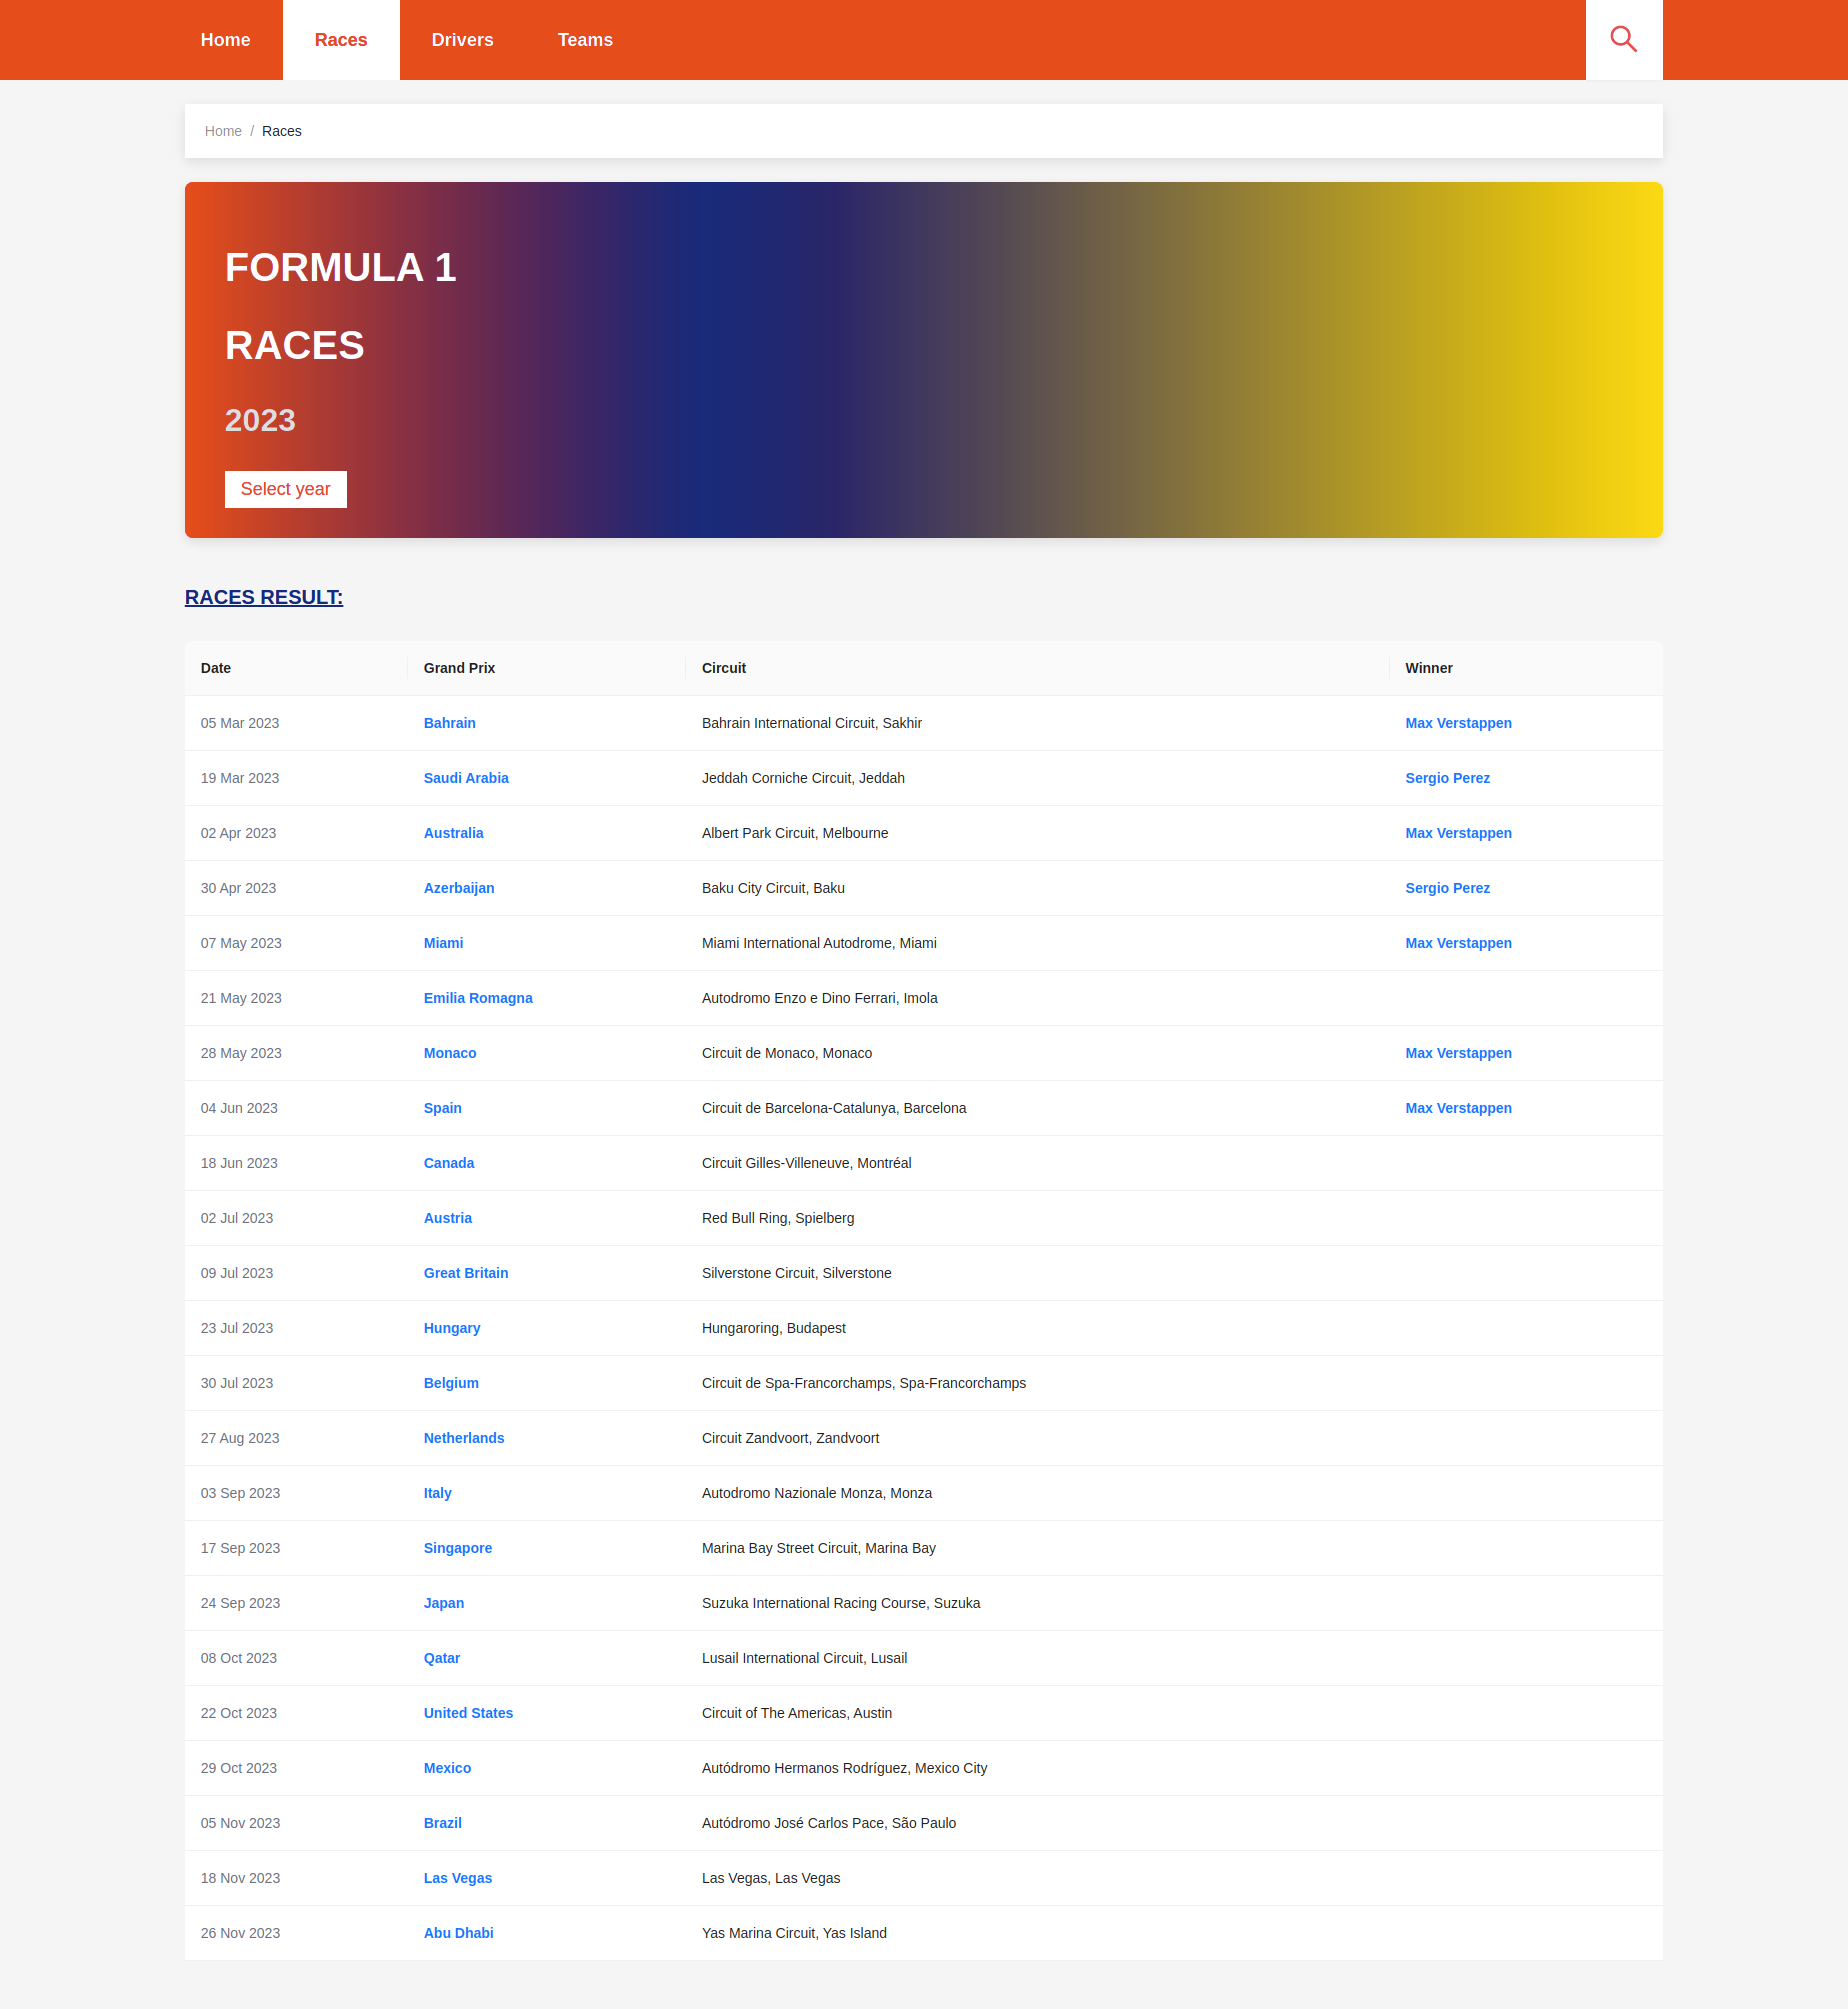 Home Races Drivers Teams
Home / Races
FORMULA 1
RACES
2023
Select year
RACES RESULT:
Date Grand Prix Circuit Winner
05 Mar 2023 Bahrain Bahrain International Circuit, Sakhir Max Verstappen
19 Mar 2023 Saudi Arabia Jeddah Corniche Circuit, Jeddah Sergio Perez
02 Apr 2023 Australia Albert Park Circuit, Melbourne Max Verstappen
30 Apr 2023 Azerbaijan Baku City Circuit, Baku Sergio Perez
07 May 2023 Miami Miami International Autodrome, Miami Max Verstappen
21 May 2023 Emilia Romagna Autodromo Enzo e Dino Ferrari, Imola
28 May 2023 Monaco Circuit de Monaco, Monaco Max Verstappen
04 Jun 2023 Spain Circuit de Barcelona-Catalunya, Barcelona Max Verstappen
18 Jun 2023 Canada Circuit Gilles-Villeneuve, Montréal
02 Jul 2023 Austria Red Bull Ring, Spielberg
09 Jul 2023 Great Britain Silverstone Circuit, Silverstone
23 Jul 2023 Hungary Hungaroring, Budapest
30 Jul 2023 Belgium Circuit de Spa-Francorchamps, Spa-Francorchamps
27 Aug 2023 Netherlands Circuit Zandvoort, Zandvoort
03 Sep 2023 Italy Autodromo Nazionale Monza, Monza
17 Sep 2023 Singapore Marina Bay Street Circuit, Marina Bay
24 Sep 2023 Japan Suzuka International Racing Course, Suzuka
08 Oct 2023 Qatar Lusail International Circuit, Lusail
22 Oct 2023 United States Circuit of The Americas, Austin
29 Oct 2023 Mexico Autódromo Hermanos Rodríguez, Mexico City
05 Nov 2023 Brazil Autódromo José Carlos Pace, São Paulo
18 Nov 2023 Las Vegas Las Vegas, Las Vegas
26 Nov 2023 Abu Dhabi Yas Marina Circuit, Yas Island